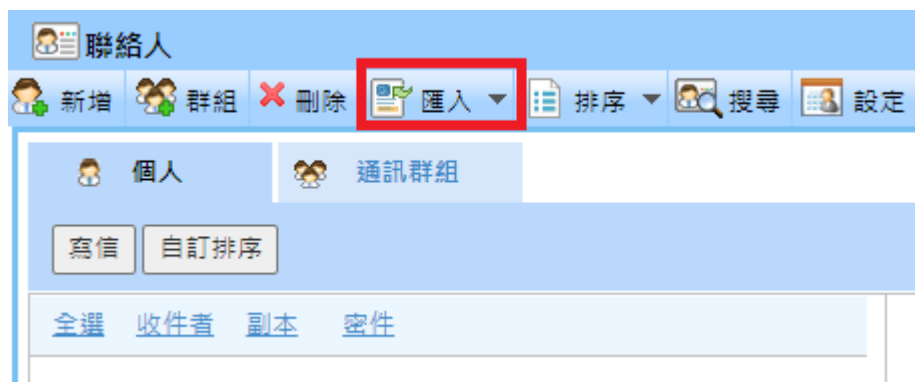 聯絡人
新增 群組 刪除 匯入 排序 搜尋 設定
個人 通訊群組
寫信 自訂排序
全選 收件者 副本 密件